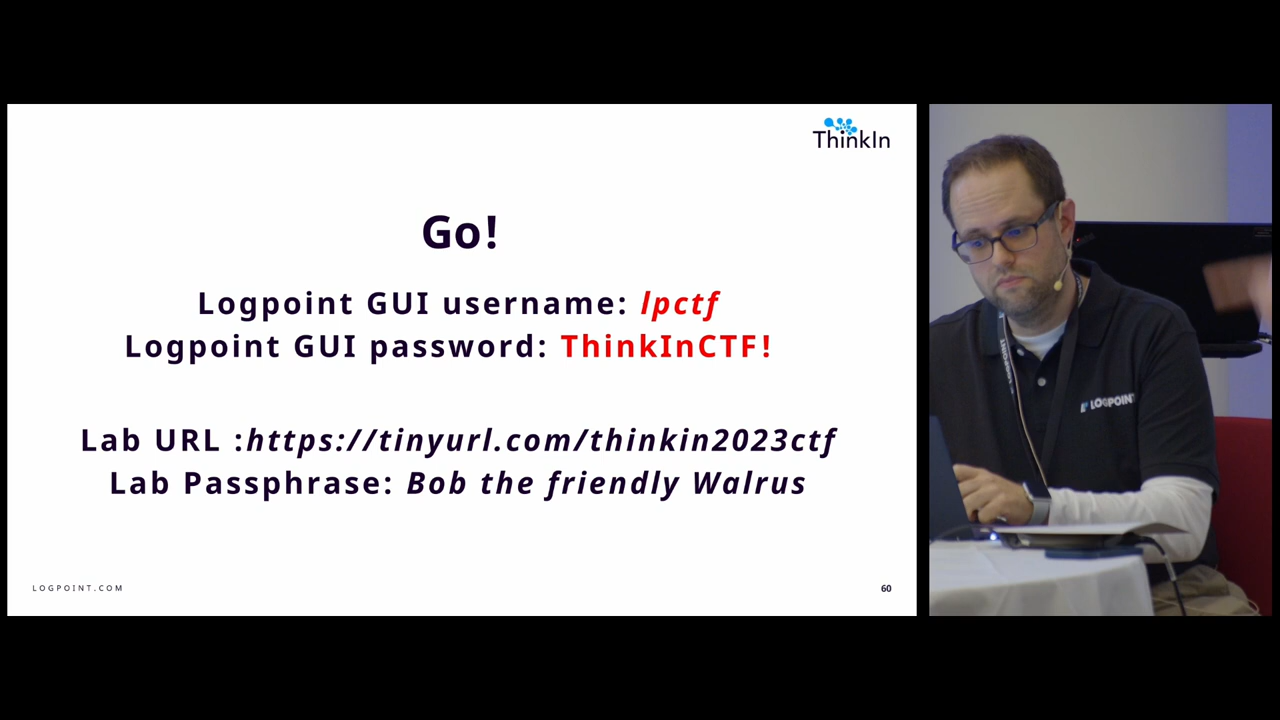 ThinkIn
Go!
Logpoint GUI username: lpctf
Logpoint GUI password: ThinkInCTF!
Lab URL :https://tinyurl.com/thinkin2023ctf
Lab Passphrase: Bob the friendly Walrus
LOGPOINT.COM
60
LOGPOINT